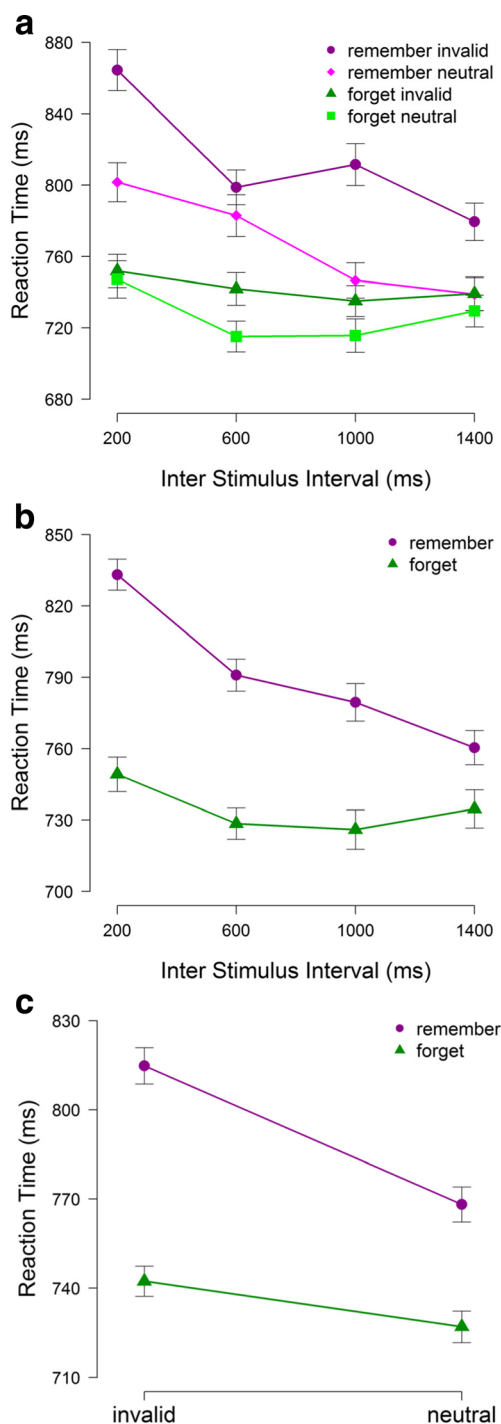 a
880
840
800
760
720
680
Reaction Time (ms)
remember invalid
remember neutral
forget invalid
forget neutral
200 600 1000 1400
Inter Stimulus Interval (ms)
b
850
820
790
760
730
700
Reaction Time (ms)
remember
forget
200 600 1000 1400
Inter Stimulus Interval (ms)
c
830
800
770
740
710
Reaction Time (ms)
remember
forget
invalid neutral